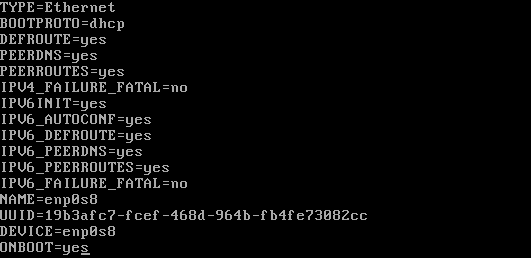 TYPE=Ethernet
BOOTPROTO=dhcp
DEFROUTE=yes
PEERDNS=yes
PEERROUTES=yes
IPV4_FAILURE_FATAL=no
IPV6INIT=yes
IPV6_AUTOCONF=yes
IPV6_DEFROUTE=yes
IPV6_PEERDNS=yes
IPV6_PEERROUTES=yes
IPV6_FAILURE_FATAL=no
NAME=enp0s8
UUID=19b3afc7-fcef-468d-964b-fb4fe73082cc
DEVICE=enp0s8
ONBOOT=yes